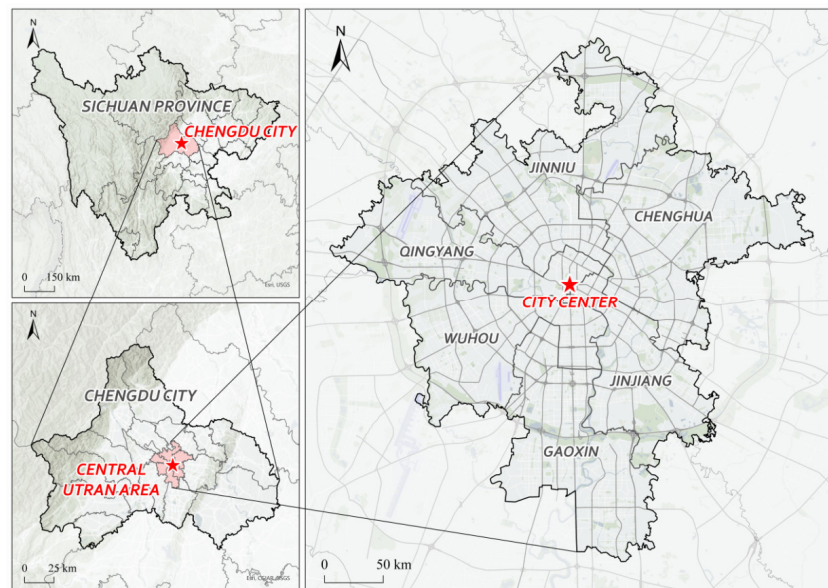 N
SICHUAN PROVINCE
CHENGDU CITY
0 150 km
Esri, USGS
N
CHENGDU CITY
CENTRAL
UTRAN AREA
0 25 km
Esri, CGIAR, USGS
N
JINNIU
CHENGHUA
QINGYANG
CITY CENTER
WUHOU
JINJIANG
GAOXIN
0 50 km